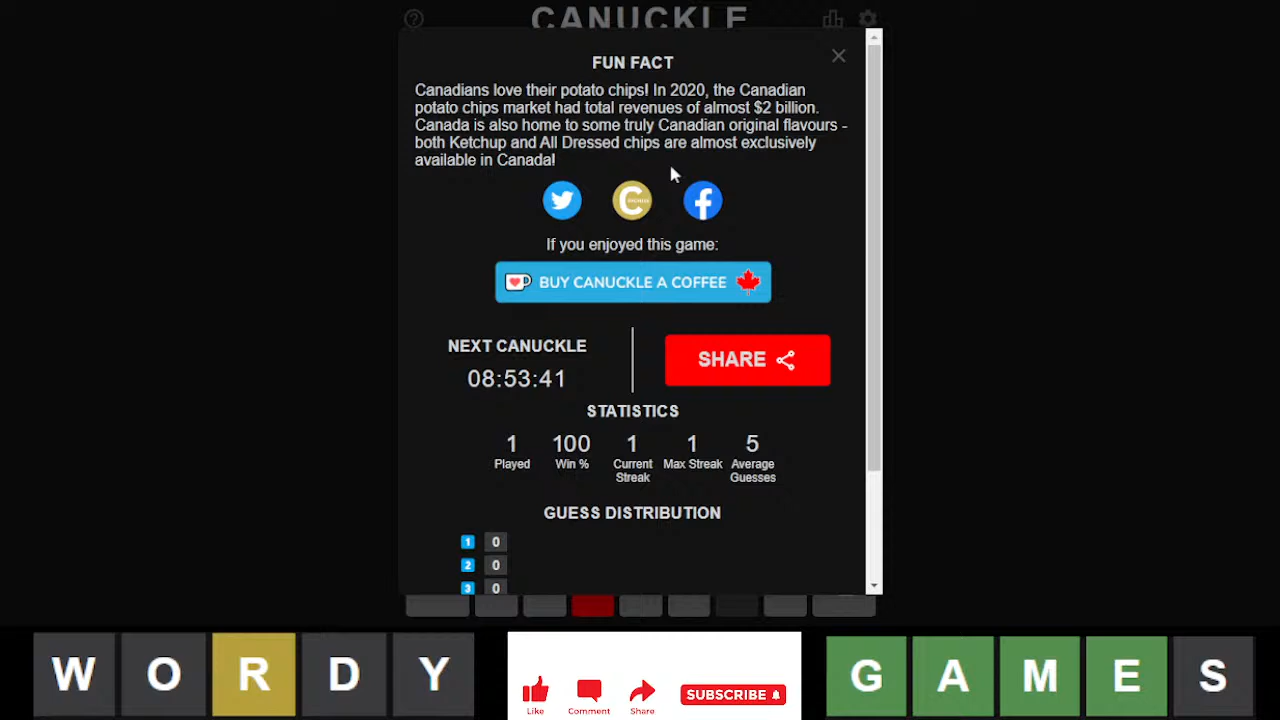 CANUCKLE
FUN FACT
Canadians love their potato chips! In 2020, the Canadian
potato chips market had total revenues of almost $2 billion.
Canada is also home to some truly Canadian original flavours -
both Ketchup and All Dressed chips are almost exclusively
available in Canada!
If you enjoyed this game:
BUY CANUCKLE A COFFEE
NEXT CANUCKLE
08:53:41
SHARE
STATISTICS
1 100 1 1 5
Played Win % Current Streak Max Streak Average Guesses
GUESS DISTRIBUTION
1 0
2 0
3 0
W O R D Y
Like Comment Share SUBSCRIBE
G A M E S